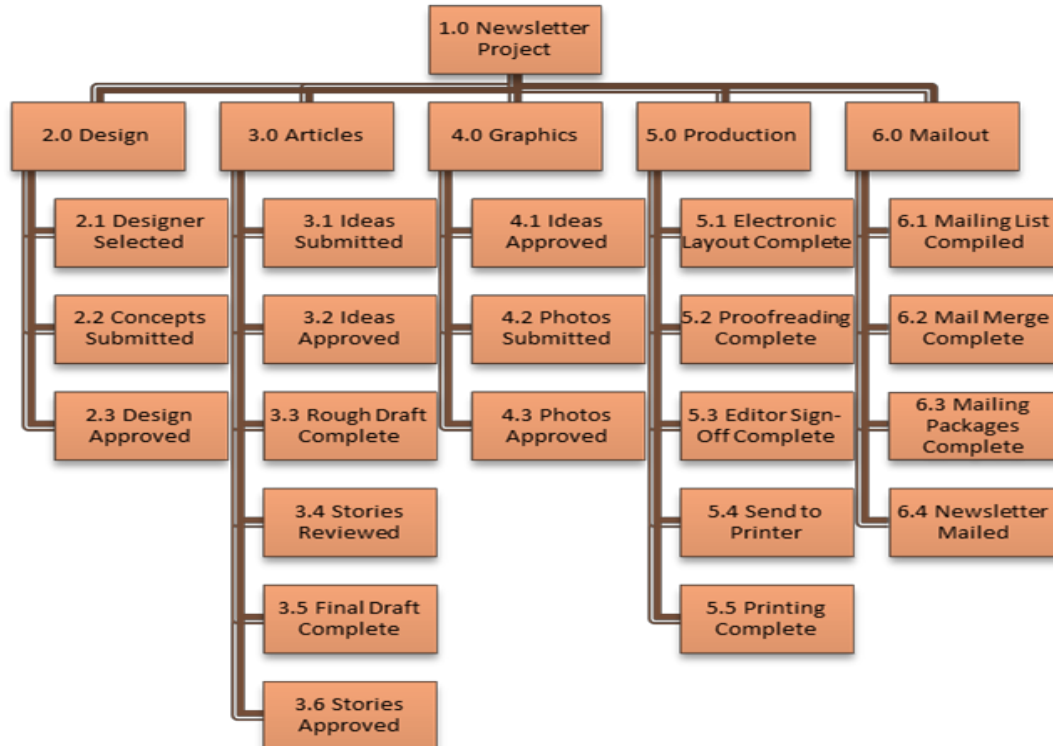 1.0 Newsletter
Project
2.0 Design
3.0 Articles
4.0 Graphics
5.0 Production
6.0 Mailout
2.1 Designer
Selected
2.2 Concepts
Submitted
2.3 Design
Approved
3.1 Ideas
Submitted
3.2 Ideas
Approved
3.3 Rough Draft
Complete
3.4 Stories
Reviewed
3.5 Final Draft
Complete
3.6 Stories
Approved
4.1 Ideas
Approved
4.2 Photos
Submitted
4.3 Photos
Approved
5.1 Electronic
Layout Complete
5.2 Proofreading
Complete
5.3 Editor Sign-
Off Complete
5.4 Send to
Printer
5.5 Printing
Complete
6.1 Mailing List
Compiled
6.2 Mail Merge
Complete
6.3 Mailing
Packages
Complete
6.4 Newsletter
Mailed